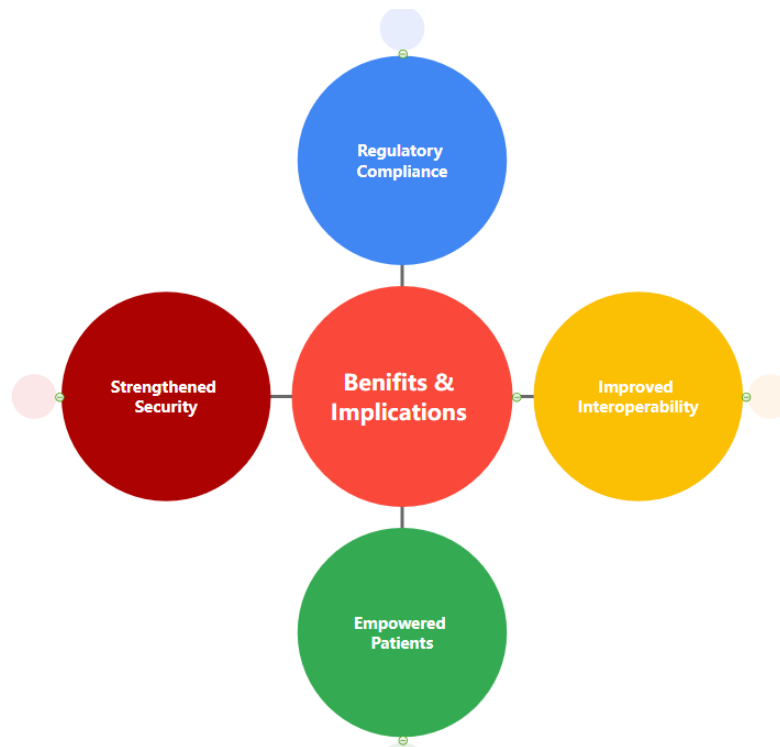 Regulatory
Compliance
Strengthened
Security
Benifits &
Implications
Improved
Interoperability
Empowered
Patients